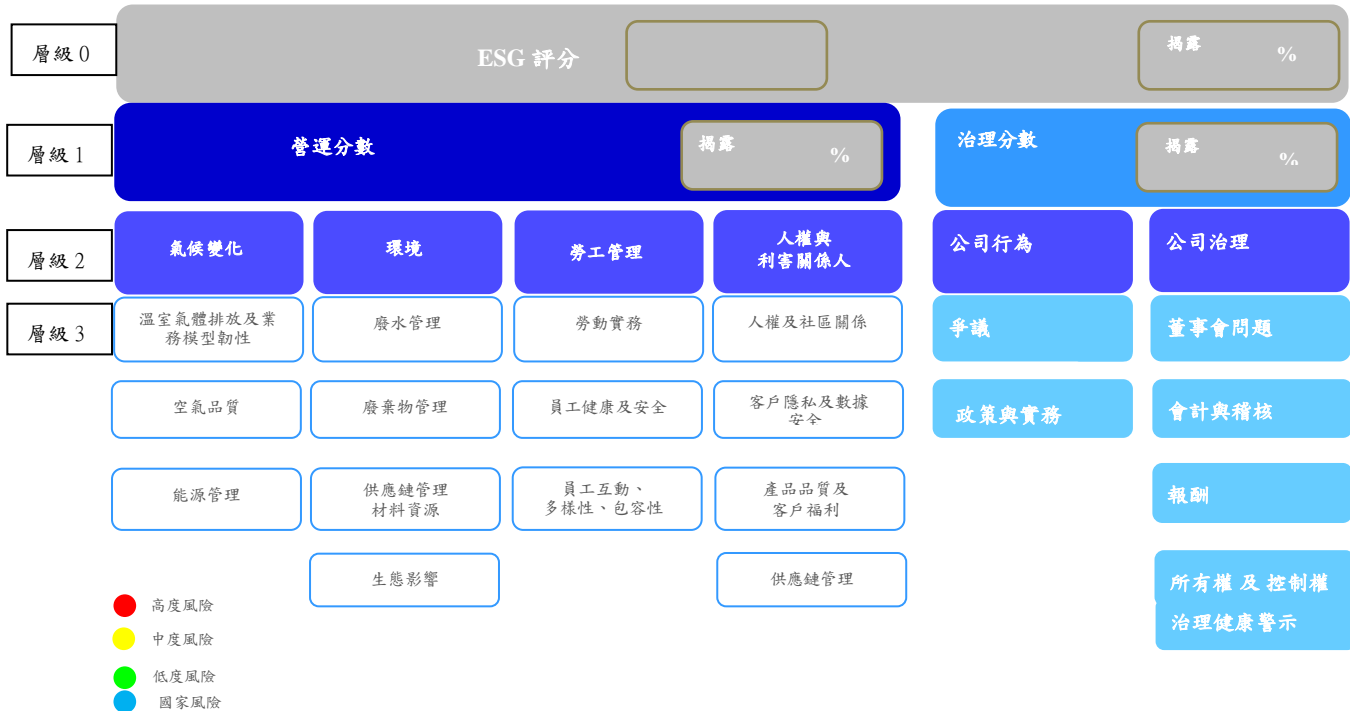 層級 0
ESG 評分
揭露
%
層級 1
營運分數
揭露
%
治理分數
揭露
%
層級 2
氣候變化
環境
勞工管理
人權與
利害關係人
公司行為
公司治理
層級 3
溫室氣體排放及業
務模型韌性
廢水管理
勞動實務
人權及社區關係
爭議
董事會問題
空氣品質
廢棄物管理
員工健康及安全
客戶隱私及數據
安全
政策與實務
會計與稽核
能源管理
供應鏈管理
材料資源
員工互動、
多樣性、包容性
產品品質及
客戶福利
報酬
生態影響
供應鏈管理
所有權 及 控制權
治理健康警示
高度風險
中度風險
低度風險
國家風險